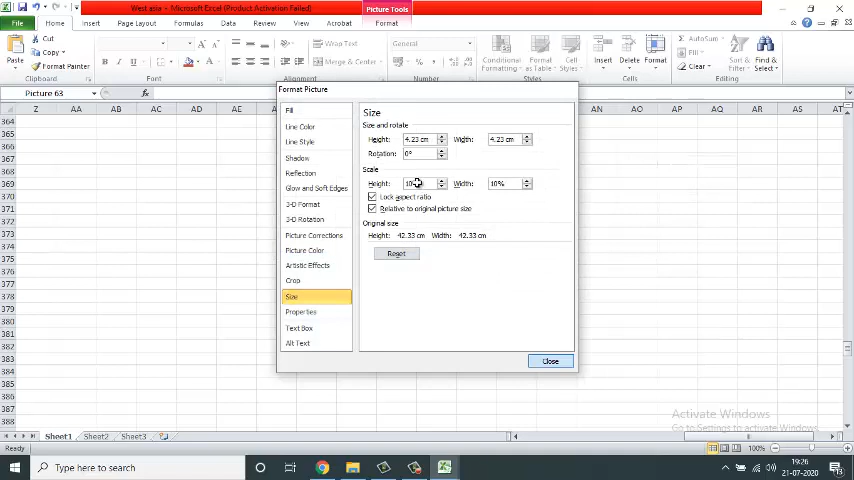 West asia - Microsoft Excel (Product Activation Failed)
Picture Tools
File Home Insert Page Layout Formulas Data Review View Acrobat Format
Cut
Copy
Format Painter
Paste
Clipboard
B I U
Font
Wrap Text
Merge & Center
Alignment
General
Number
Conditional Formatting
Format as Table
Cell Styles
Styles
Insert Delete Format
Cells
AutoSum
Fill
Clear
Sort & Filter
Find & Select
Editing
Picture 63 fx
Z AA AB AC AD AE AF AN AO AP AQ AR AS AT
364
365
366
367
368
369
370
371
372
373
374
375
376
377
378
379
380
381
382
383
384
385
386
387
388
Format Picture
Fill
Line Color
Line Style
Shadow
Reflection
Glow and Soft Edges
3-D Format
3-D Rotation
Picture Corrections
Picture Color
Artistic Effects
Crop
Size
Properties
Text Box
Alt Text
Size
Size and rotate
Height: 4.23 cm Width: 4.23 cm
Rotation: 0°
Scale
Height: 10% Width: 10%
Lock aspect ratio
Relative to original picture size
Original size
Height: 42.33 cm Width: 42.33 cm
Reset
Close
Activate Windows
Go to Settings to activate Windows.
Sheet1 Sheet2 Sheet3
Ready 100%
Type here to search
19:26
21-07-2020